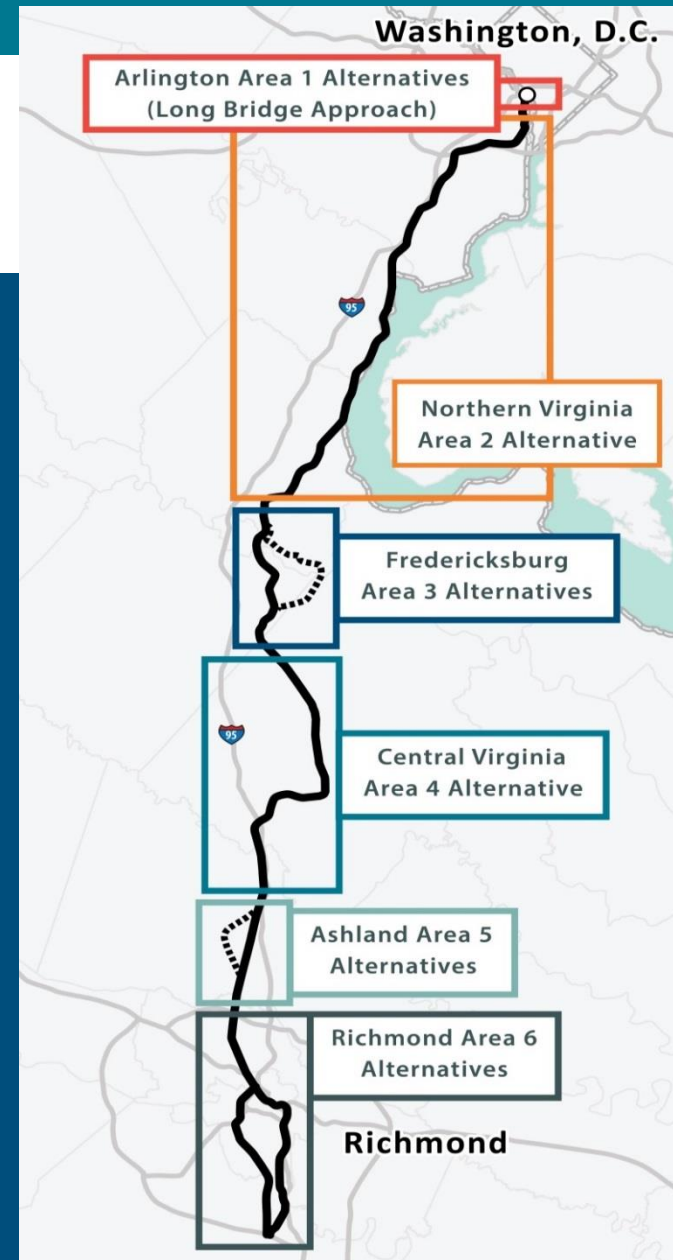 Washington, D.C.
Arlington Area 1 Alternatives
(Long Bridge Approach)
95
Northern Virginia
Area 2 Alternative
Fredericksburg
Area 3 Alternatives
95
Central Virginia
Area 4 Alternative
Ashland Area 5
Alternatives
Richmond Area 6
Alternatives
Richmond